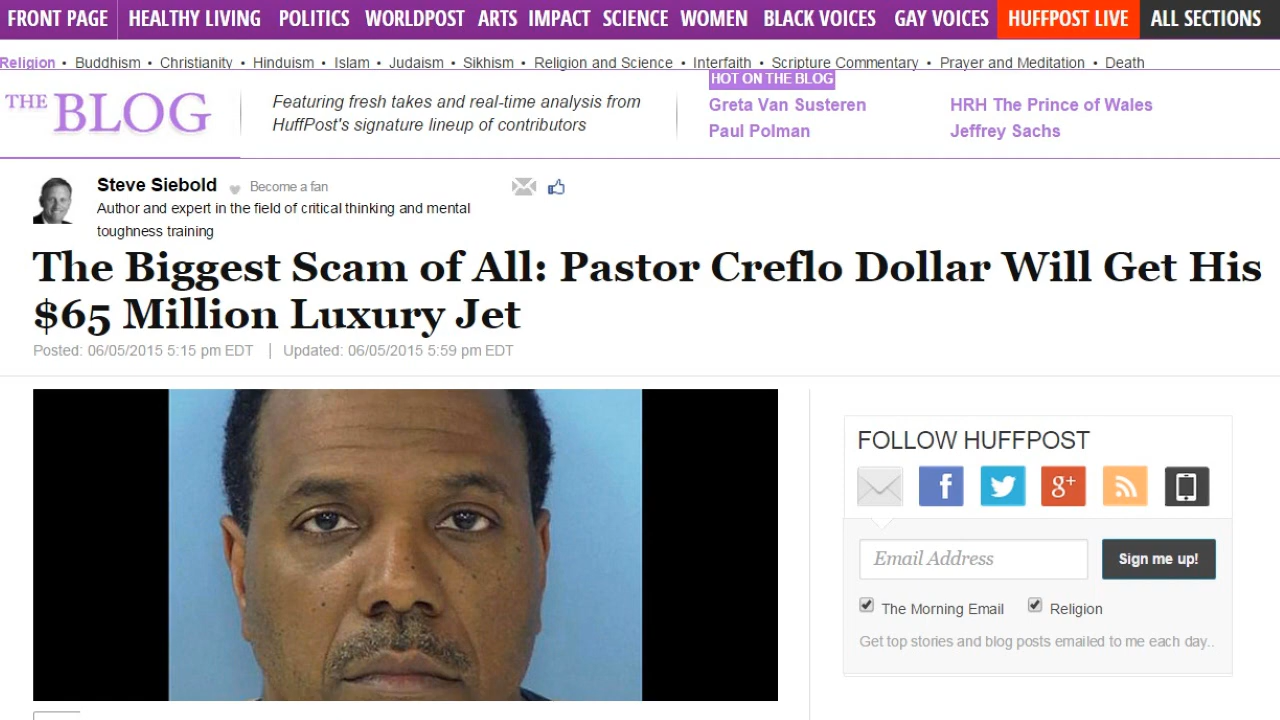 FRONT PAGE HEALTHY LIVING POLITICS WORLDPOST ARTS IMPACT SCIENCE WOMEN BLACK VOICES GAY VOICES HUFFPOST LIVE ALL SECTIONS
Religion • Buddhism • Christianity • Hinduism • Islam • Judaism • Sikhism • Religion and Science • Interfaith • Scripture Commentary • Prayer and Meditation • Death
THE BLOG
Featuring fresh takes and real-time analysis from
HuffPost's signature lineup of contributors
HOT ON THE BLOG
Greta Van Susteren HRH The Prince of Wales
Paul Polman Jeffrey Sachs
Steve Siebold Become a fan
Author and expert in the field of critical thinking and mental
toughness training
The Biggest Scam of All: Pastor Creflo Dollar Will Get His
$65 Million Luxury Jet
Posted: 06/05/2015 5:15 pm EDT | Updated: 06/05/2015 5:59 pm EDT
FOLLOW HUFFPOST
f g+
Email Address Sign me up!
The Morning Email Religion
Get top stories and blog posts emailed to me each day..